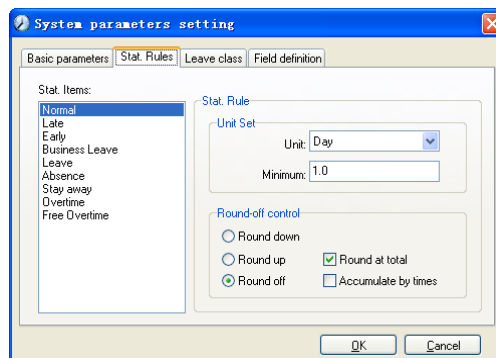 System parameters setting
Basic parameters Stat. Rules Leave class Field definition
Stat. Items:
Normal
Late
Early
Business Leave
Leave
Absence
Stay away
Overtime
Free Overtime
Stat. Rule
Unit Set
Unit: Day
Minimum: 1.0
Round-off control
Round down
Round up Round at total
Round off Accumulate by times
OK Cancel